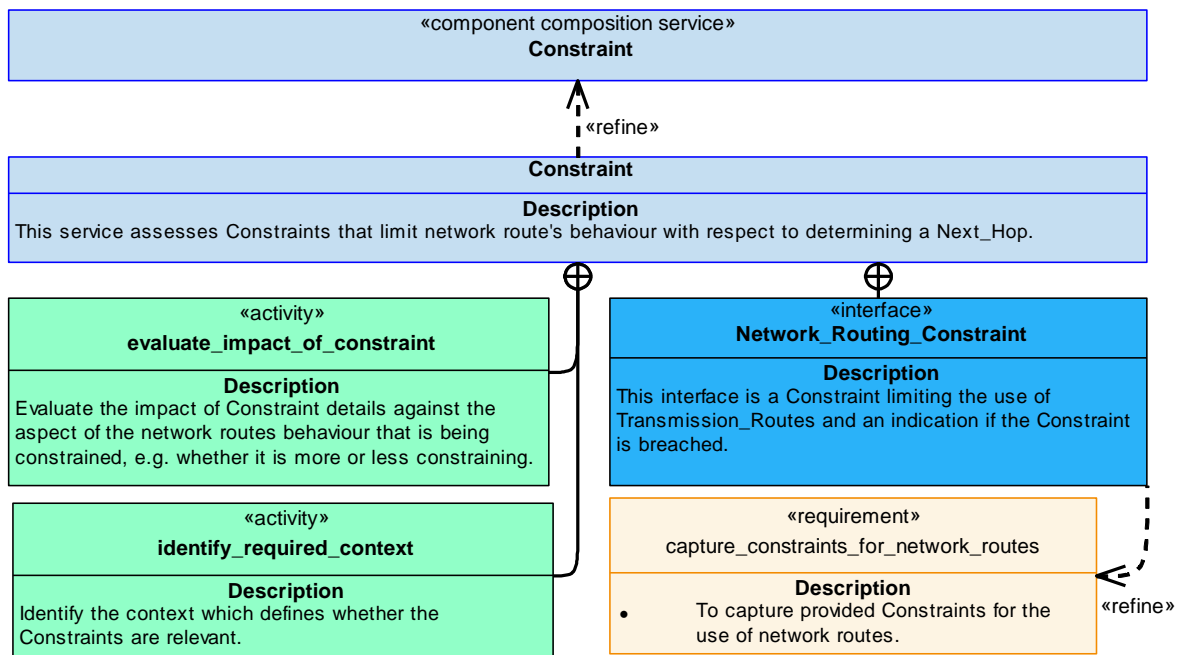 «component composition service»
Constraint
«refine»
Constraint
Description
This service assesses Constraints that limit network route's behaviour with respect to determining a Next_Hop.
«activity»
evaluate_impact_of_constraint
Description
Evaluate the impact of Constraint details against the
aspect of the network routes behaviour that is being
constrained, e.g. whether it is more or less constraining.
«interface»
Network_Routing_Constraint
Description
This interface is a Constraint limiting the use of
Transmission_Routes and an indication if the Constraint
is breached.
«activity»
identify_required_context
Description
Identify the context which defines whether the
Constraints are relevant.
«requirement»
capture_constraints_for_network_routes
Description
• To capture provided Constraints for the
use of network routes.
«refine»